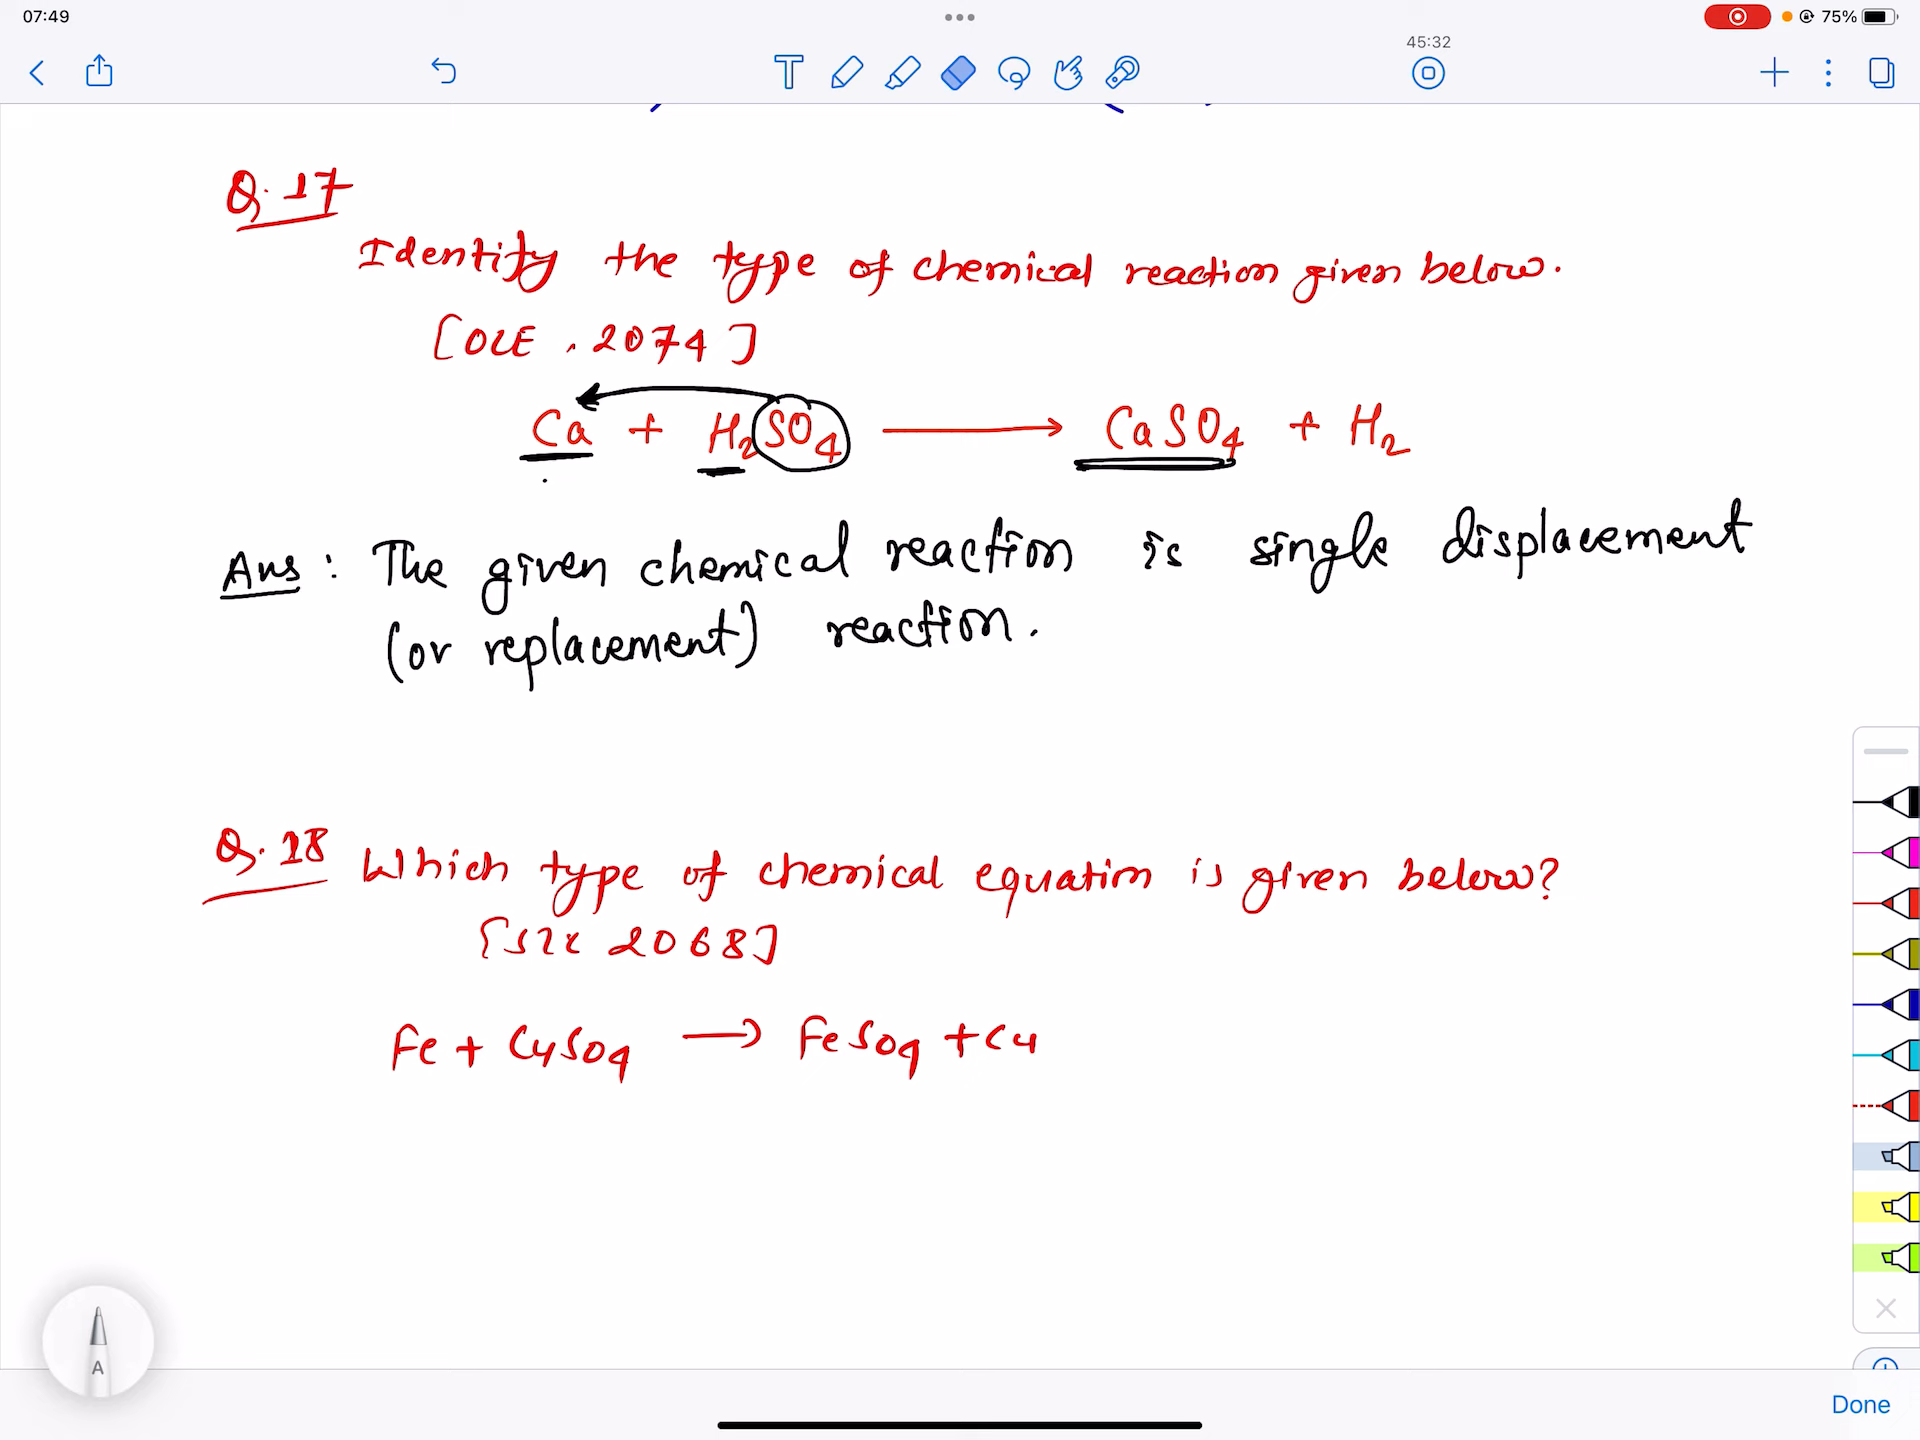 07:49
75%
45:32
Q. 17
Identify the type of chemical reaction given below.
[OLE . 2074]
Ca + H₂SO₄ ⟶ CaSO₄ + H₂
Ans : The given chemical reaction is single displacement
(or replacement) reaction.
Q. 18 Which type of chemical equation is given below?
2068]
Fe + CuSO₄ → FeSO₄ + Cu
A
Done